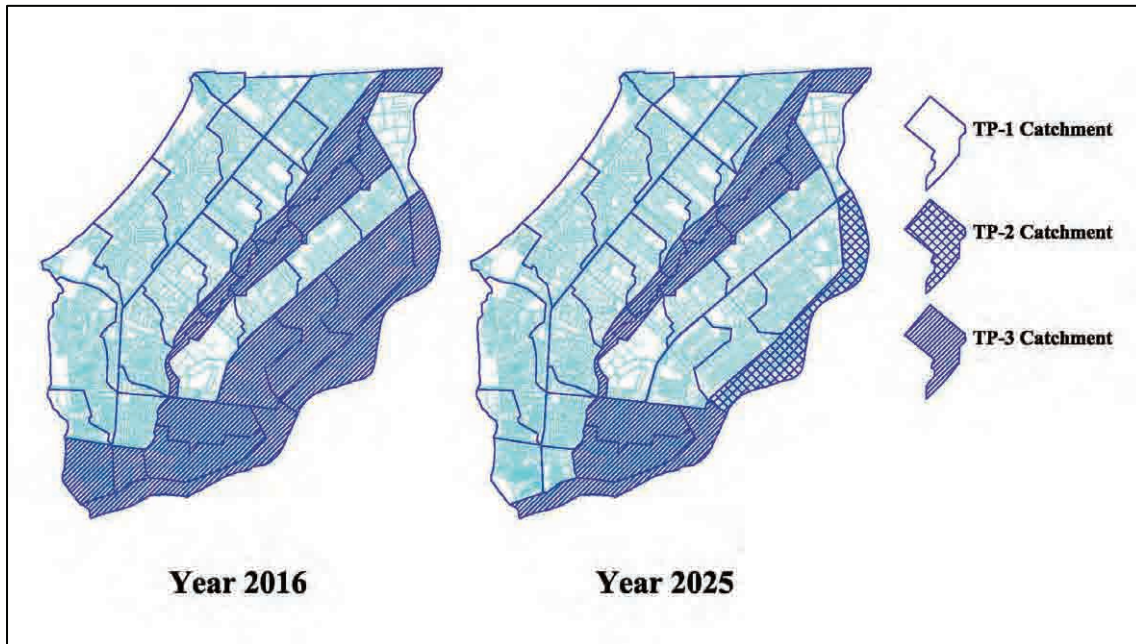 TP-1 Catchment
TP-2 Catchment
TP-3 Catchment
Year 2016
Year 2025